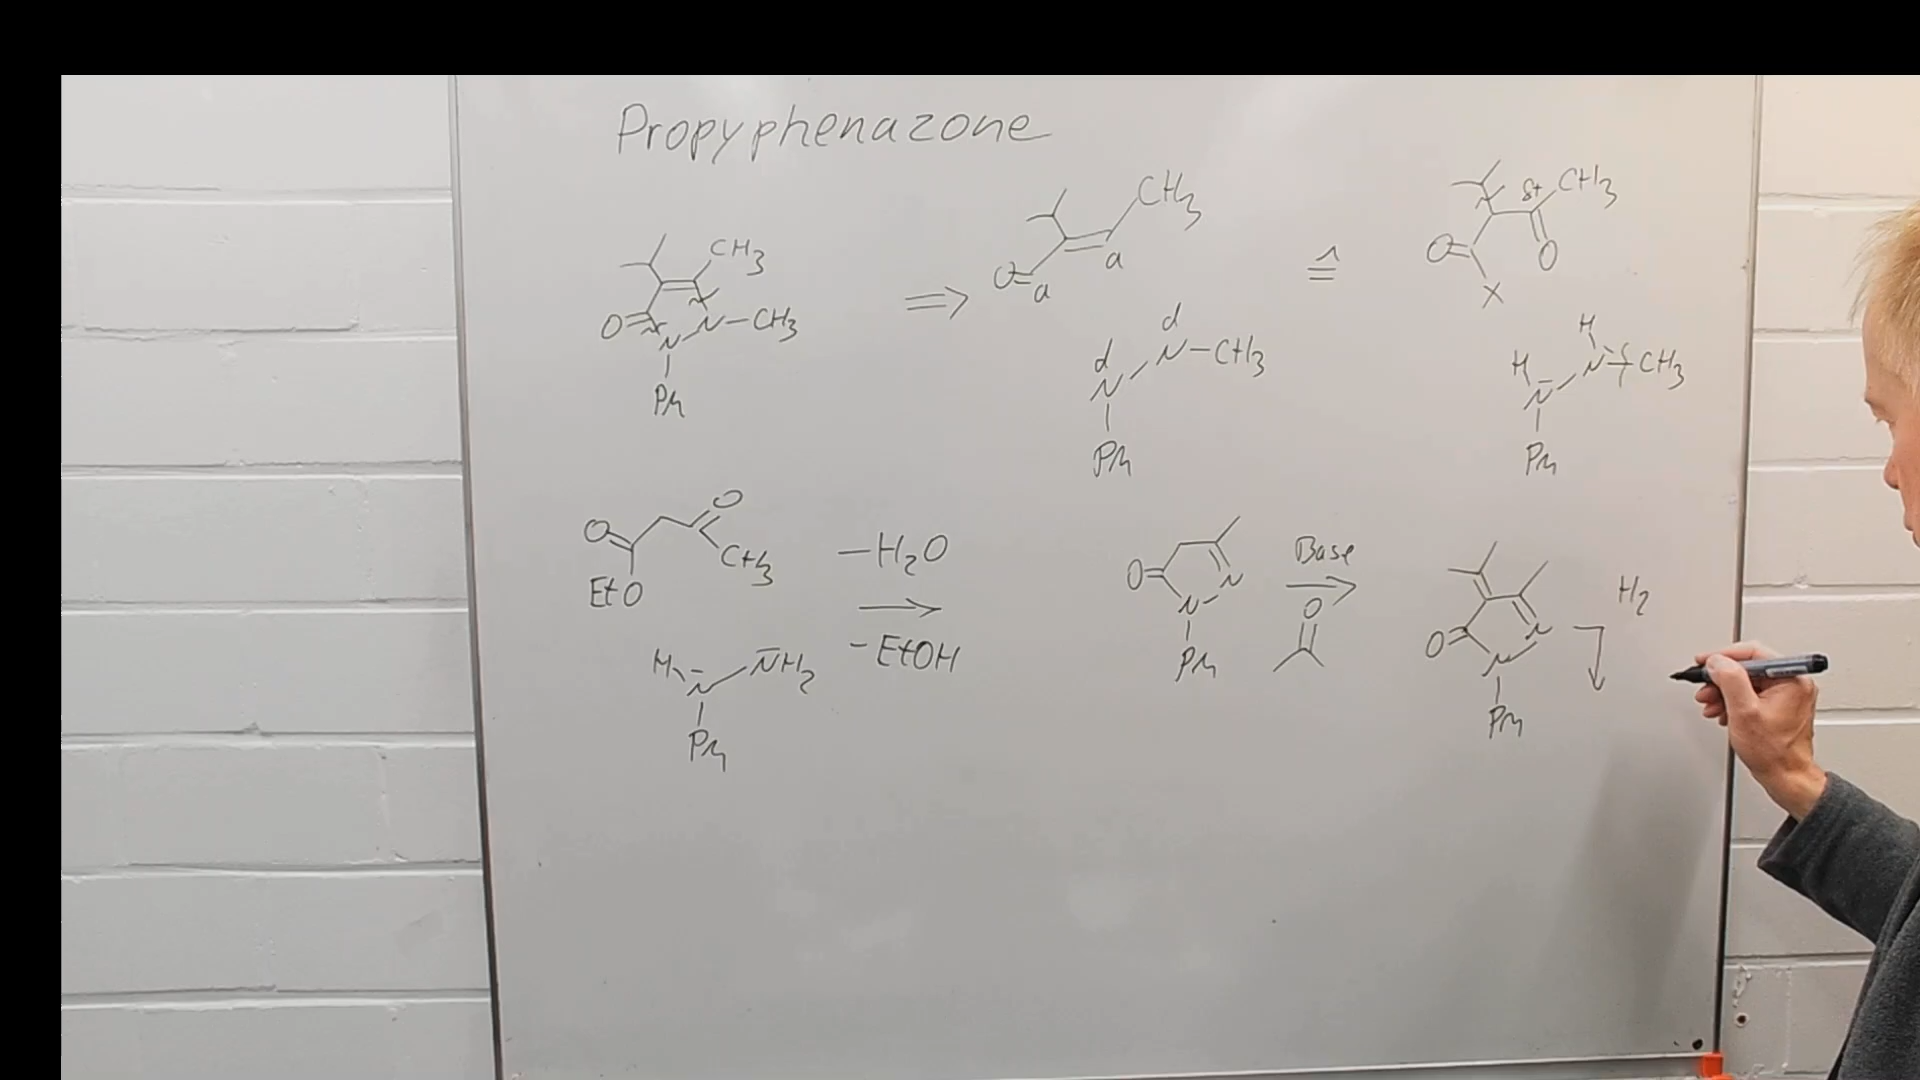 Propyphenazone
CH3
O
N
N-CH3
Ph
⇒
CH3
O
a
a
d
N
d
N-CH3
Ph
≙
δ+
CH3
O
O
X
H
N
H
N
CH3
Ph
O
O
CH3
EtO
H
N
NH2
Ph
-H2O
→
-EtOH
O
N
N
Ph
Base
→
O
O
N
N
Ph
H2